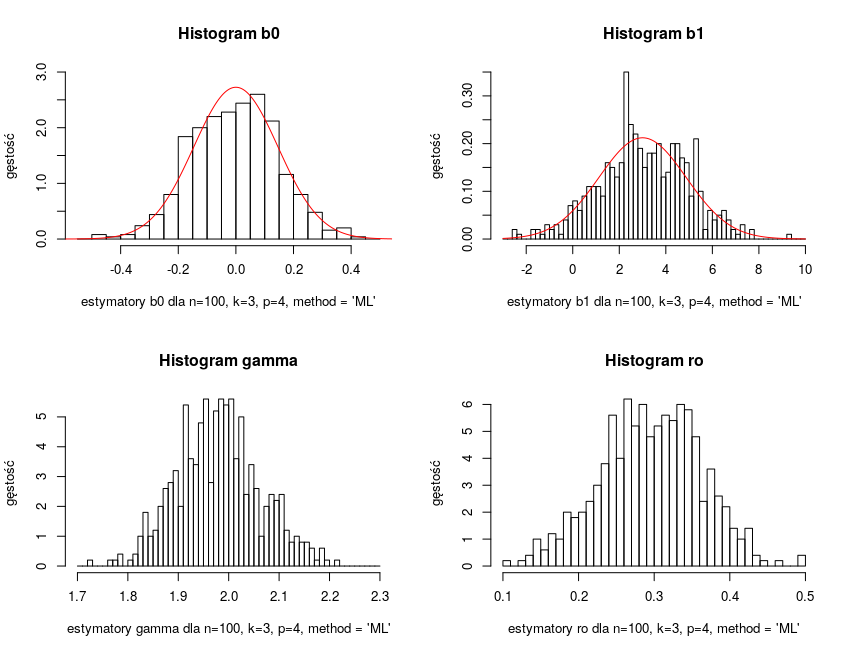 Histogram b0
gęstość
0.0 1.0 2.0 3.0
-0.4 -0.2 0.0 0.2 0.4
estymatory b0 dla n=100, k=3, p=4, method = 'ML'
Histogram b1
gęstość
0.00 0.10 0.20 0.30
-2 0 2 4 6 8 10
estymatory b1 dla n=100, k=3, p=4, method = 'ML'
Histogram gamma
gęstość
0 1 2 3 4 5
1.7 1.8 1.9 2.0 2.1 2.2 2.3
estymatory gamma dla n=100, k=3, p=4, method = 'ML'
Histogram ro
gęstość
0 1 2 3 4 5 6
0.1 0.2 0.3 0.4 0.5
estymatory ro dla n=100, k=3, p=4, method = 'ML'